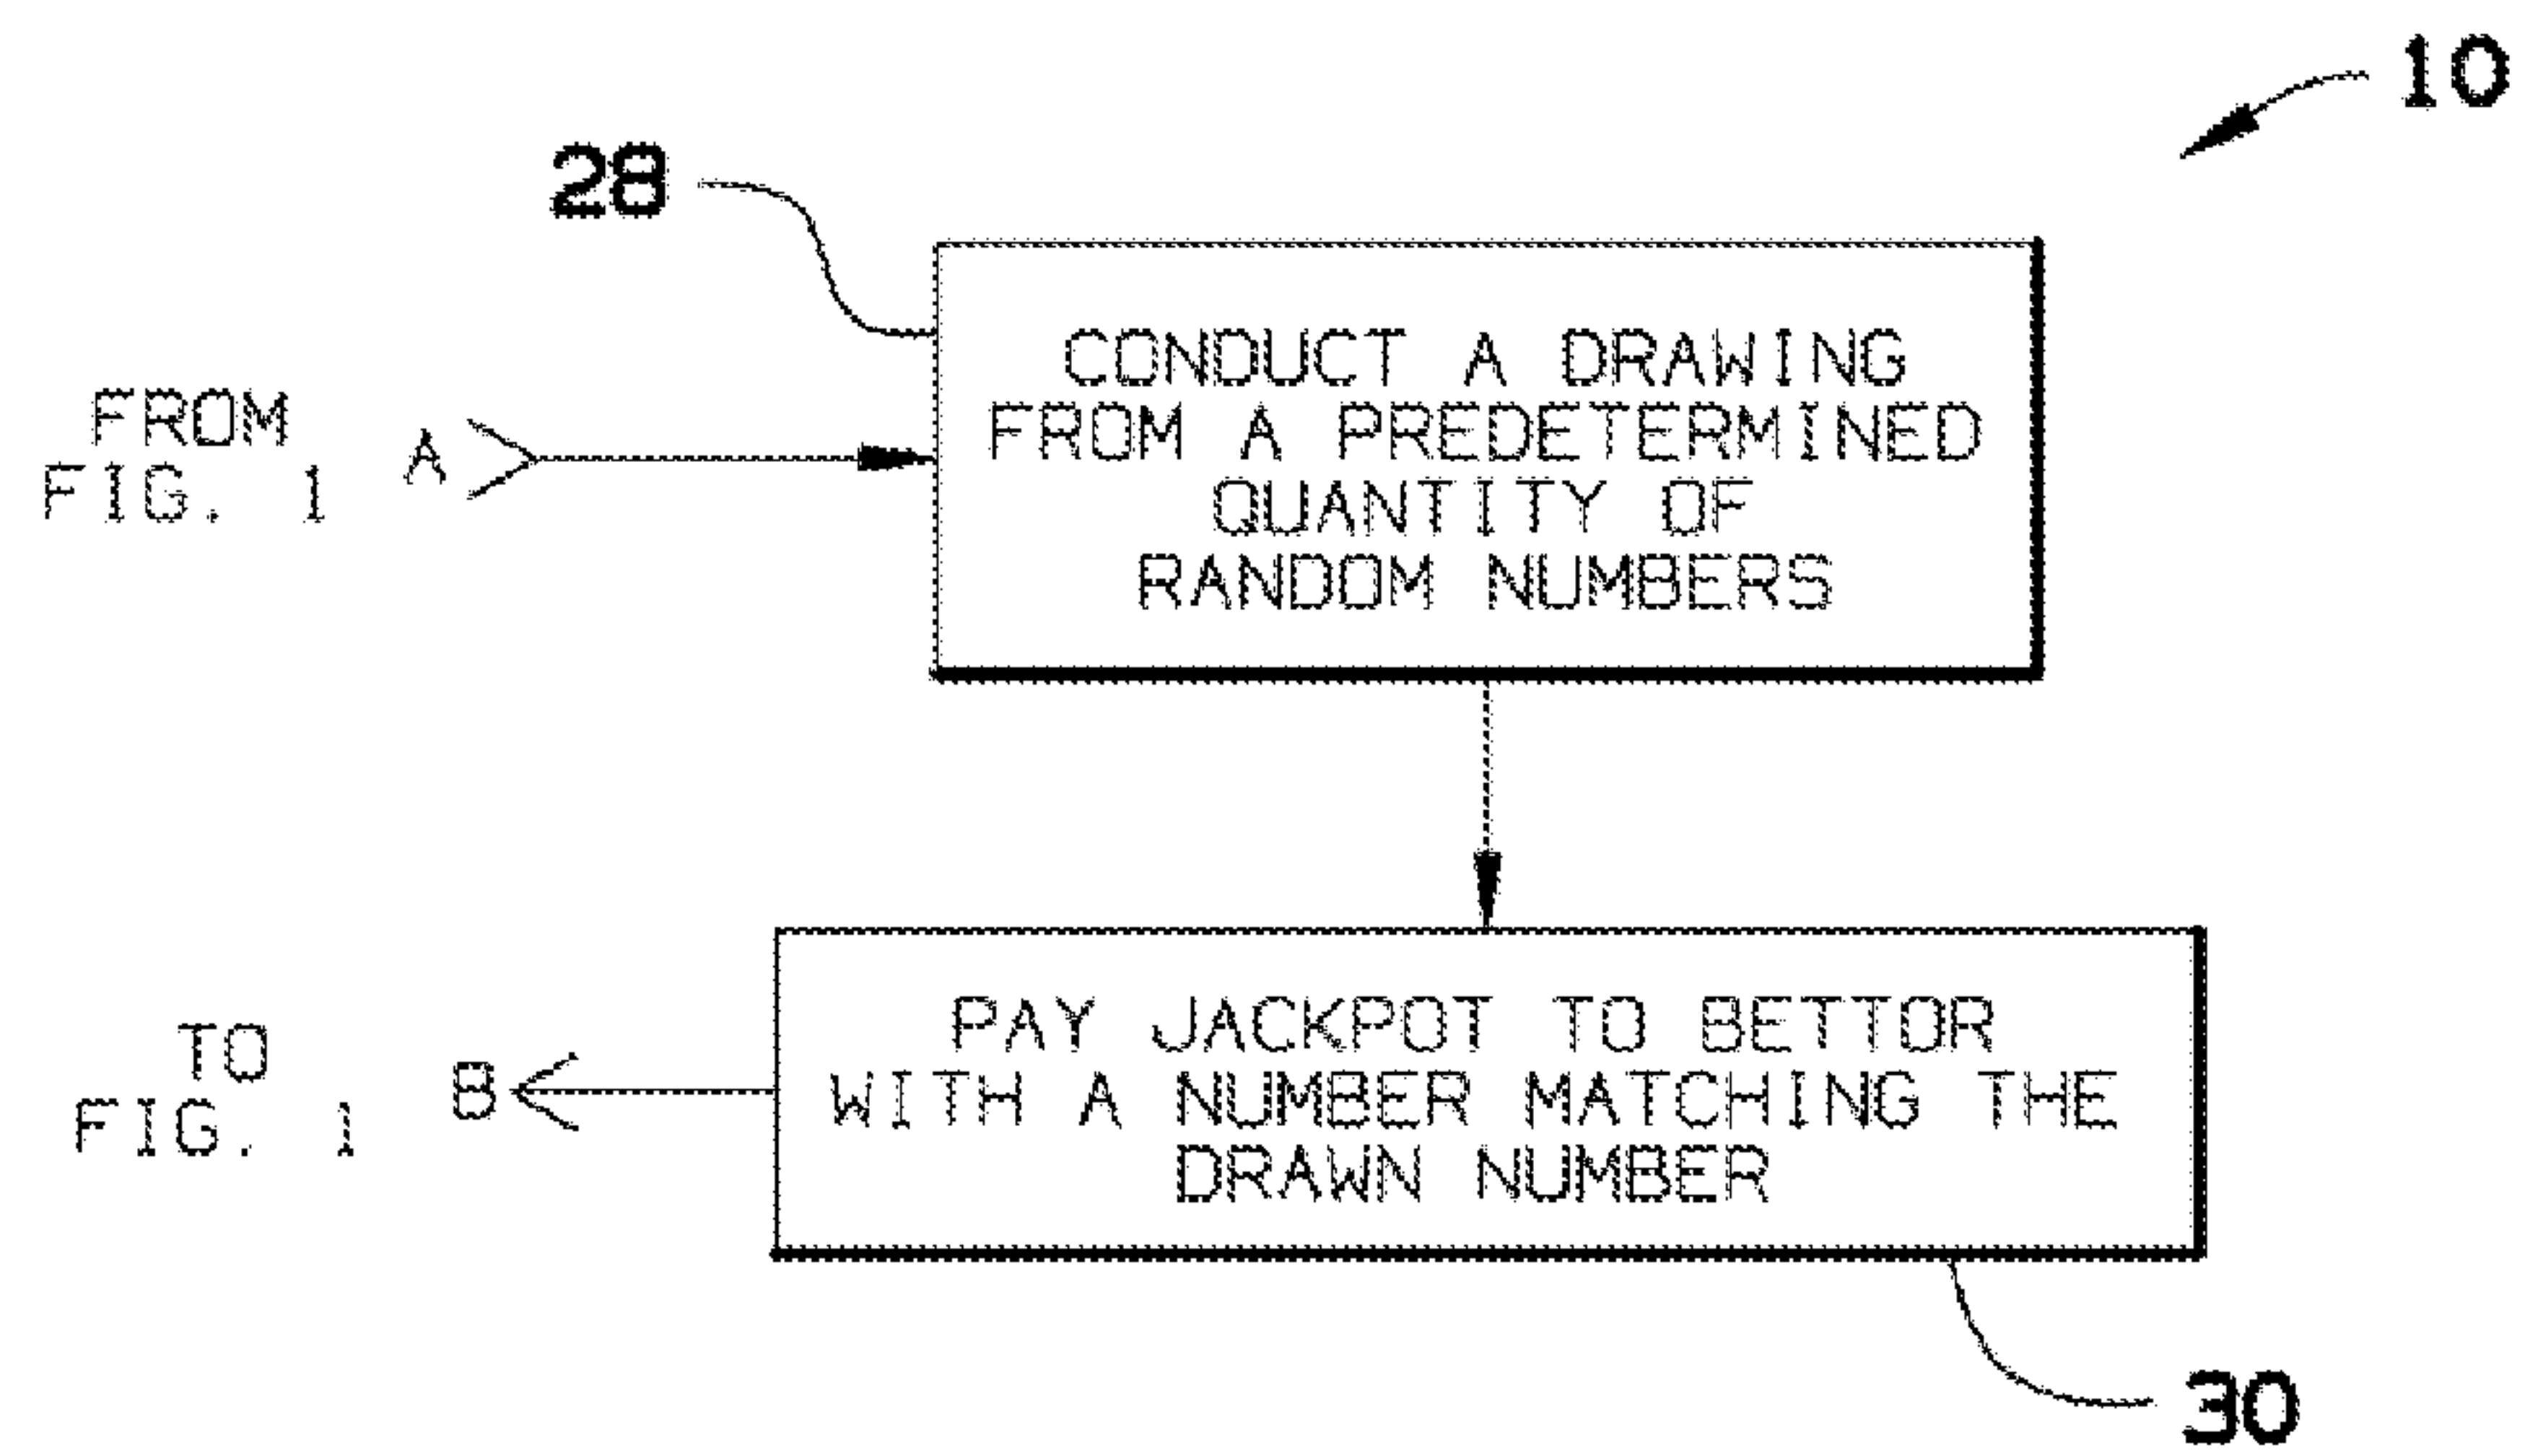 10
28
CONDUCT A DRAWING
FROM A PREDETERMINED
QUANTITY OF
RANDOM NUMBERS
FROM
FIG. 1
A
PAY JACKPOT TO BETTOR
WITH A NUMBER MATCHING THE
DRAWN NUMBER
TO
FIG. 1
B
30